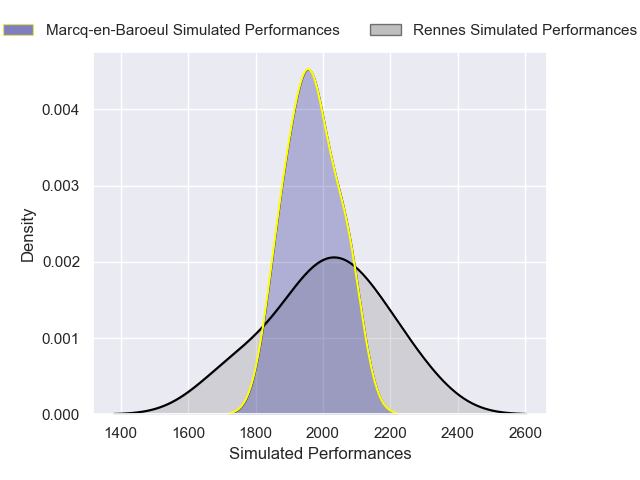 Marcq-en-Baroeul Simulated Performances
Rennes Simulated Performances
0.004
0.003
0.002
0.001
0.000
Density
1400 1600 1800 2000 2200 2400 2600
Simulated Performances